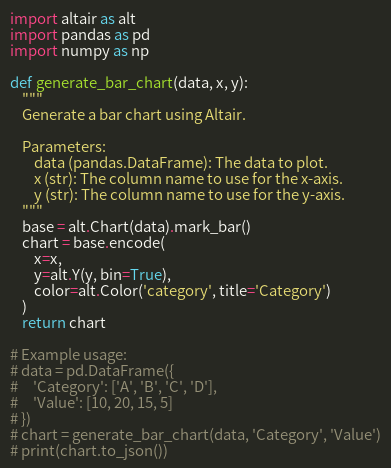 import altair as alt
import pandas as pd
import numpy as np

def generate_bar_chart(data, x, y):
    """
    Generate a bar chart using Altair.

    Parameters:
        data (pandas.DataFrame): The data to plot.
        x (str): The column name to use for the x-axis.
        y (str): The column name to use for the y-axis.
    """
    base = alt.Chart(data).mark_bar()
    chart = base.encode(
        x=x,
        y=alt.Y(y, bin=True),
        color=alt.Color('category', title='Category')
    )
    return chart

# Example usage:
# data = pd.DataFrame({
#     'Category': ['A', 'B', 'C', 'D'],
#     'Value': [10, 20, 15, 5]
# })
# chart = generate_bar_chart(data, 'Category', 'Value')
# print(chart.to_json())